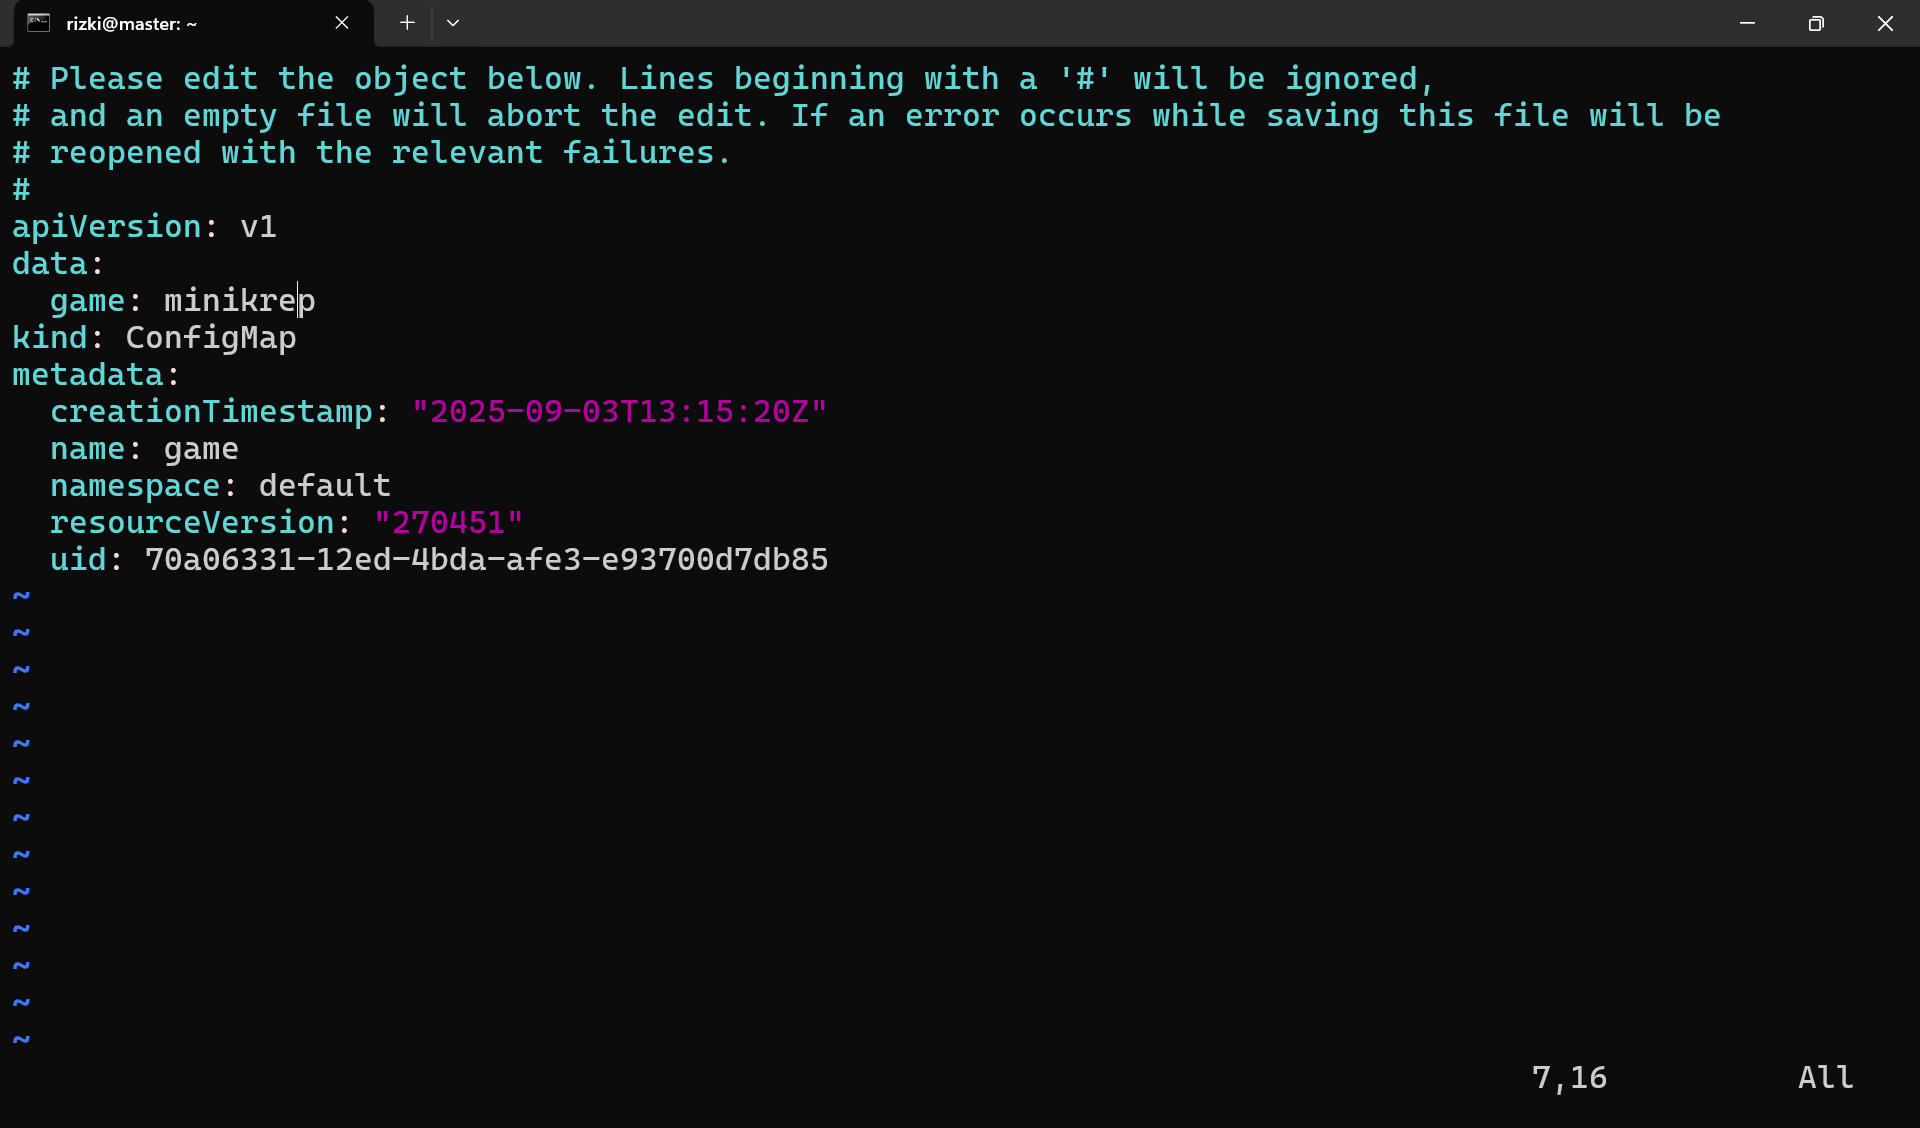 rizki@master: ~
# Please edit the object below. Lines beginning with a '#' will be ignored,
# and an empty file will abort the edit. If an error occurs while saving this file will be
# reopened with the relevant failures.
#
apiVersion: v1
data:
  game: minikrep
kind: ConfigMap
metadata:
  creationTimestamp: "2025-09-03T13:15:20Z"
  name: game
  namespace: default
  resourceVersion: "270451"
  uid: 70a06331-12ed-4bda-afe3-e93700d7db85
~
~
~
~
~
~
~
~
~
~
~
~
~
7,16 All